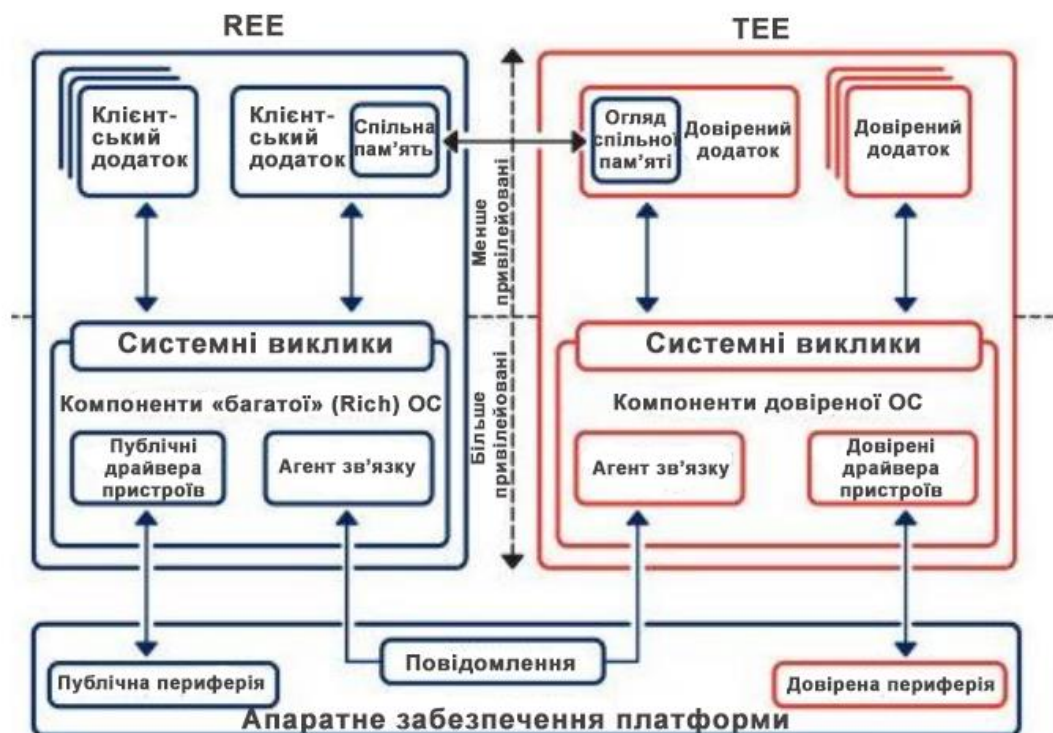 REE
TEE
Клієнт-
ський
додаток
Клієнт-
ський
додаток
Спільна
пам’ять
Огляд
спільної
пам’яті
Довірений
додаток
Довірений
додаток
Менше
привілейовані
Системні виклики
Системні виклики
Більше
привілейовані
Компоненти «багатої» (Rich) ОС
Компоненти довіреної ОС
Публічні
драйвера
пристроїв
Агент зв’язку
Агент зв’язку
Довірені
драйвера
пристроїв
Повідомлення
Публічна периферія
Довірена периферія
Апаратне забезпечення платформи